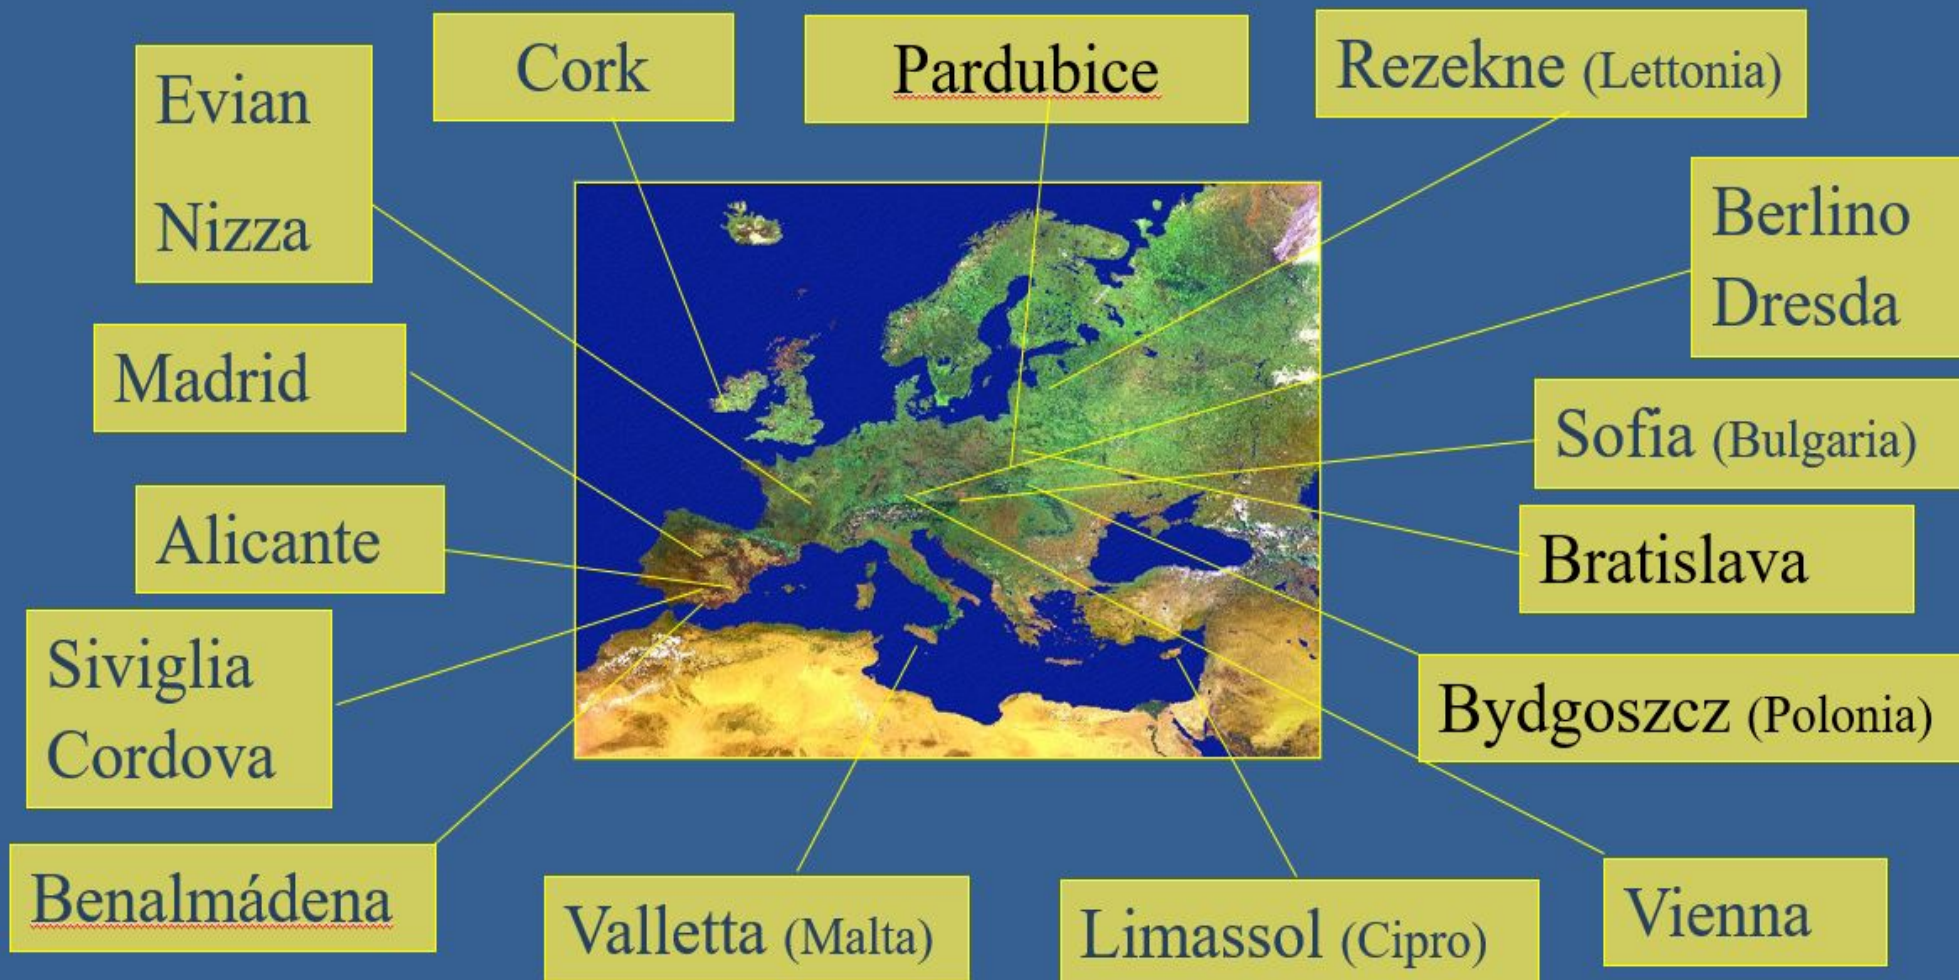 Evian
Nizza
Cork
Pardubice
Rezekne (Lettonia)
Berlino
Dresda
Madrid
Sofia (Bulgaria)
Alicante
Bratislava
Siviglia
Cordova
Bydgoszcz (Polonia)
Benalmádena
Valletta (Malta)
Limassol (Cipro)
Vienna